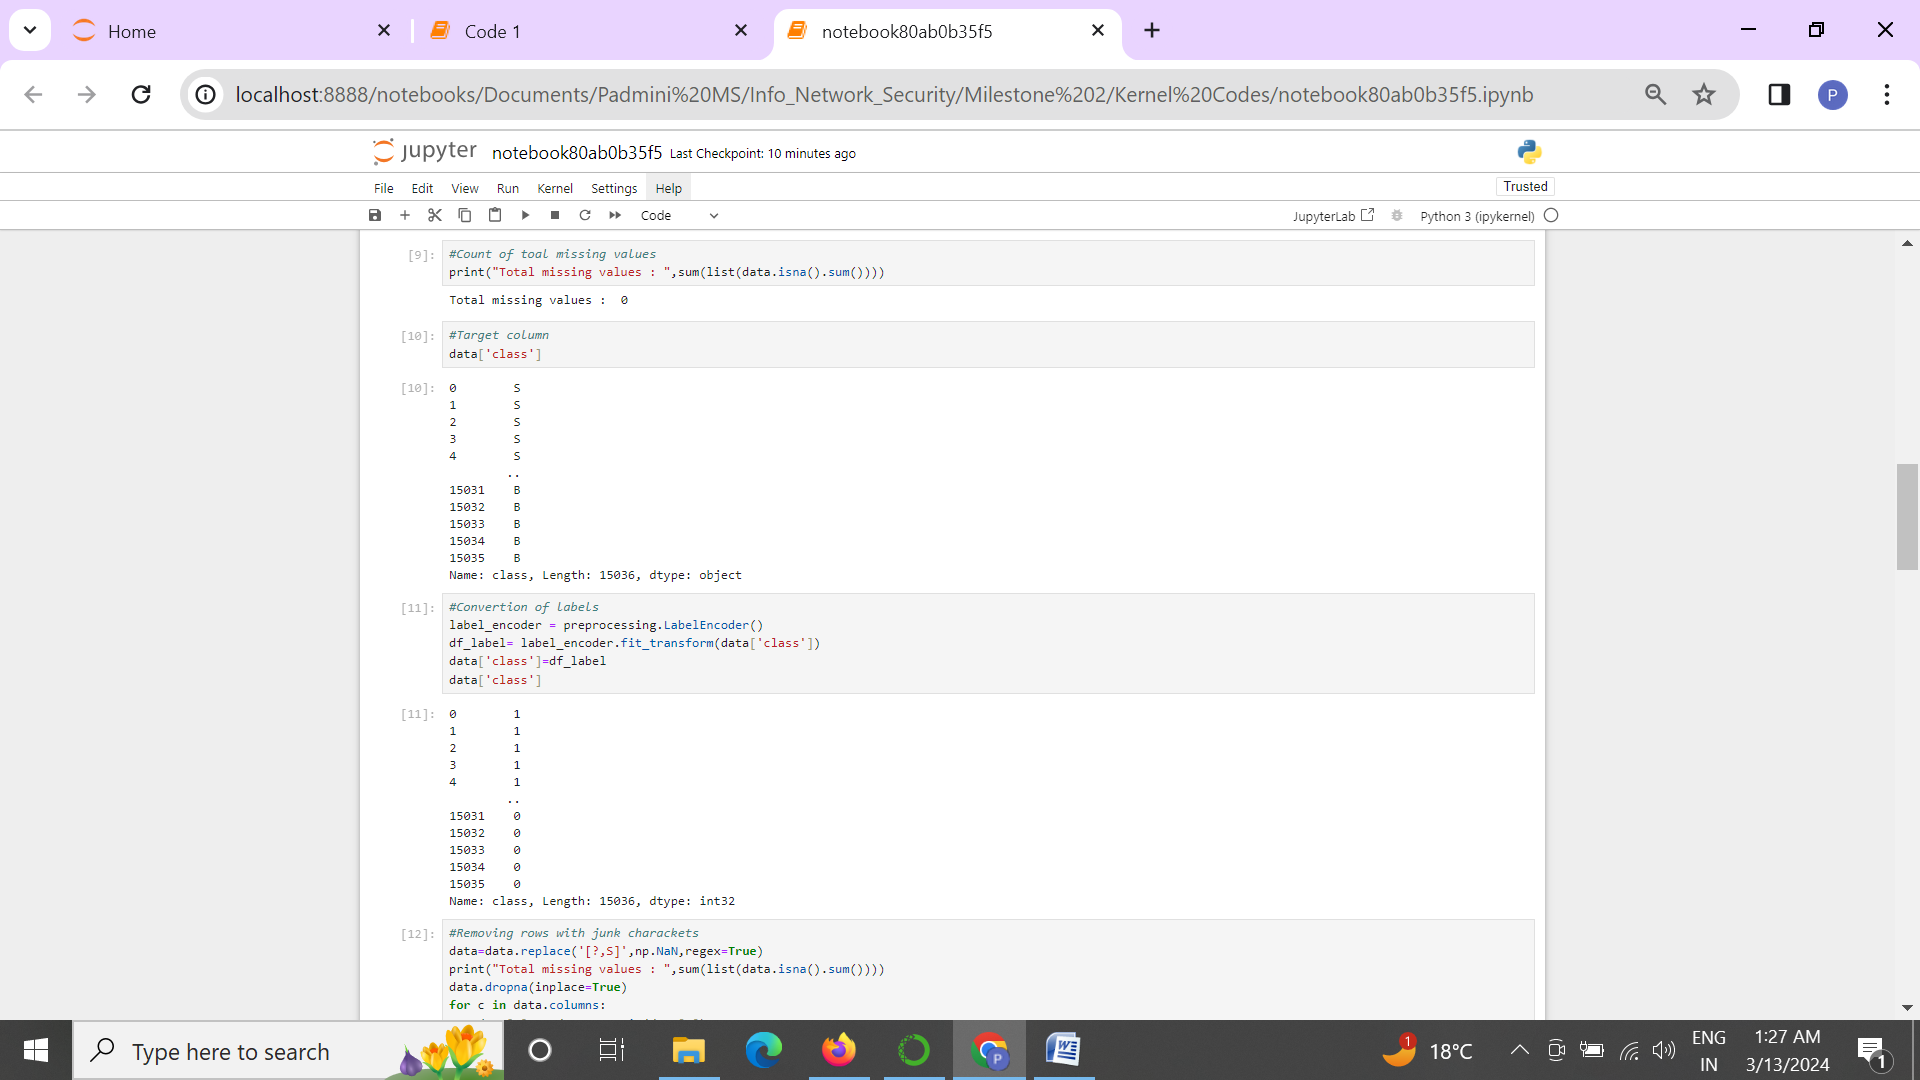 Home
Code 1
notebook80ab0b35f5
localhost:8888/notebooks/Documents/Padmini%20MS/Info_Network_Security/Milestone%202/Kernel%20Codes/notebook80ab0b35f5.ipynb
P
jupyter notebook80ab0b35f5 Last Checkpoint: 10 minutes ago
File Edit View Run Kernel Settings Help
Trusted
Code
JupyterLab
Python 3 (ipykernel)
[9]: #Count of toal missing values
print("Total missing values : ",sum(list(data.isna().sum())))
Total missing values :  0
[10]: #Target column
data['class']
[10]: 0        S
1        S
2        S
3        S
4        S
..
15031    B
15032    B
15033    B
15034    B
15035    B
Name: class, Length: 15036, dtype: object
[11]: #Convertion of labels
label_encoder = preprocessing.LabelEncoder()
df_label= label_encoder.fit_transform(data['class'])
data['class']=df_label
data['class']
[11]: 0        1
1        1
2        1
3        1
4        1
..
15031    0
15032    0
15033    0
15034    0
15035    0
Name: class, Length: 15036, dtype: int32
[12]: #Removing rows with junk charackets
data=data.replace('[?,S]',np.NaN,regex=True)
print("Total missing values : ",sum(list(data.isna().sum())))
data.dropna(inplace=True)
for c in data.columns:
Type here to search
P
W
1
18°C
ENG
IN
1:27 AM
3/13/2024
1